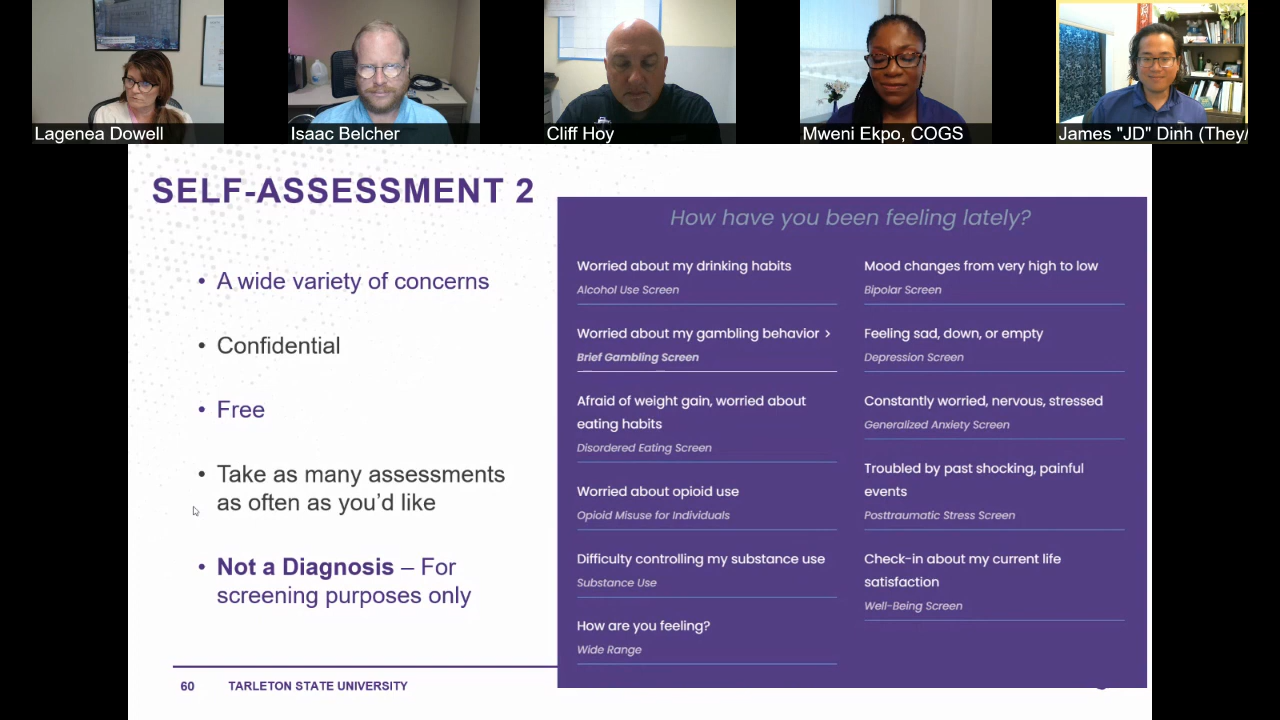 Lagenea Dowell
Isaac Belcher
Cliff Hoy
Mweni Ekpo, COGS
James "JD" Dinh (They/
SELF-ASSESSMENT 2
• A wide variety of concerns
• Confidential
• Free
• Take as many assessments
as often as you'd like
• Not a Diagnosis – For
screening purposes only
How have you been feeling lately?
Worried about my drinking habits
Alcohol Use Screen
Worried about my gambling behavior >
Brief Gambling Screen
Afraid of weight gain, worried about
eating habits
Disordered Eating Screen
Worried about opioid use
Opioid Misuse for Individuals
Difficulty controlling my substance use
Substance Use
How are you feeling?
Wide Range
Mood changes from very high to low
Bipolar Screen
Feeling sad, down, or empty
Depression Screen
Constantly worried, nervous, stressed
Generalized Anxiety Screen
Troubled by past shocking, painful
events
Posttraumatic Stress Screen
Check-in about my current life
satisfaction
Well-Being Screen
60 TARLETON STATE UNIVERSITY